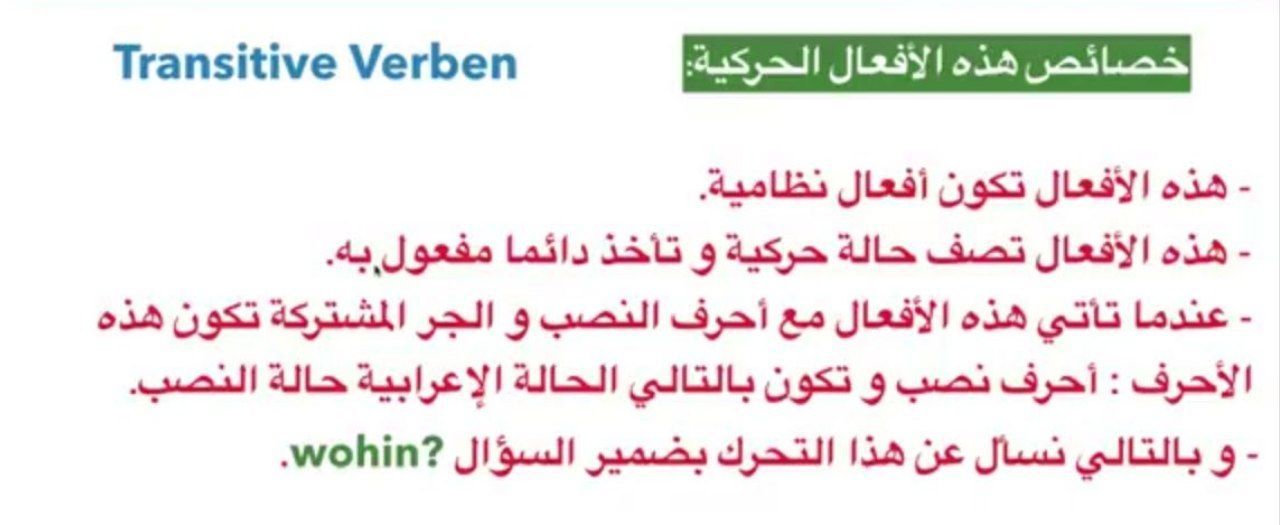 خصائص هذه الأفعال الحركية:
Transitive Verben
- هذه الأفعال تكون أفعال نظامية.
- هذه الأفعال تصف حالة حركية و تأخذ دائما مفعول به.
- عندما تأتي هذه الأفعال مع أحرف النصب و الجر المشتركة تكون هذه
الأحرف : أحرف نصب و تكون بالتالي الحالة الإعرابية حالة النصب.
- و بالتالي نسأل عن هذا التحرك بضمير السؤال wohin?.